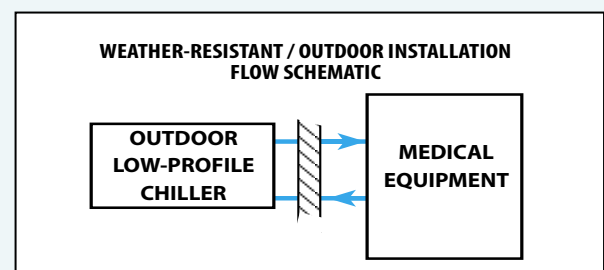 WEATHER-RESISTANT / OUTDOOR INSTALLATION
FLOW SCHEMATIC
OUTDOOR
LOW-PROFILE
CHILLER
MEDICAL
EQUIPMENT